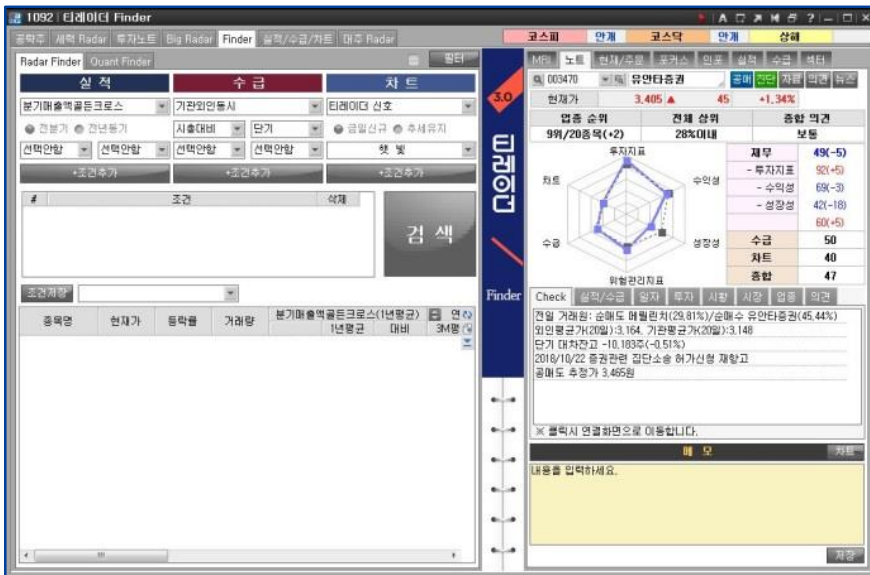 1092 | 티레이더 Finder
공략주 새력 Radar 투자노트 Big Radar Finder 실적/수급/차트 대주 Radar
Radar Finder Quant Finder 필터
실 적 수 급 차 트
분기매출액골든크로스 기관외인동시 티레이더 신호
전분기 전년동기 시총대비 단기 금일신규 추세유지
선택안함 선택안함 선택안함 선택안함 햇 빛
+조건추가 +조건추가 +조건추가
# 조건 삭제
검 색
조건저장
종목명 현재가 등락률 거래량 분기매출액골든크로스(1년평균) 연
1년평균 대비 3M평
3.0
티레이더
Finder
코스피 안개 코스닥 안개 상해
MRI 노트 현재/주문 포커스 인포 실적 수급 섹터
003470 유안타증권 공매 진단 자료 의견 뉴스
현재가 3,405 ▲ 45 +1.34%
업종 순위 전체 상위 종합 의견
9위/20종목(+2) 28%이내 보통
투자지표
수익성
성장성
위험관리지표
수급
차트
재무 49(-5)
- 투자지표 92(+5)
- 수익성 69(-3)
- 성장성 42(-18)
60(+5)
수급 50
차트 40
종합 47
Check 실적/수급 일자 투자 시황 시장 업종 의견
전일 거래원: 순매도 메릴린치(29.81%)/순매수 유안타증권(45.44%)
외인평균가(20일):3,164, 기관평균가(20일):3,148
단기 대차잔고 -10,183주(-0.51%)
2018/10/22 증권관련 집단소송 허가신청 재항고
공매도 추정가 3,465원
※ 클릭시 연결화면으로 이동합니다.
메 모 차트
내용을 입력하세요.
저장